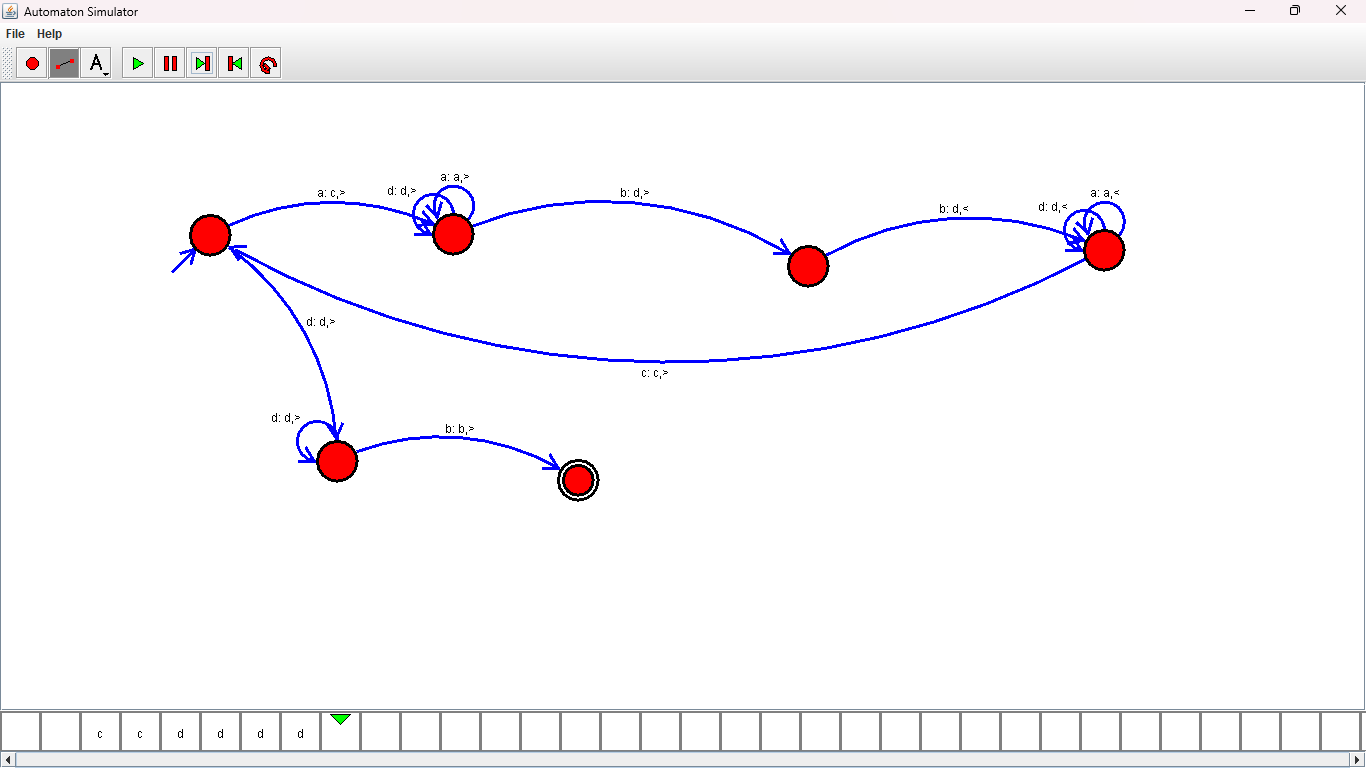 Automaton Simulator
File Help
A
a: a,>
d: d,>
a: c,>
b: d,>
a: a,<
d: d,<
b: d,<
d: d,>
c: c,>
d: d,>
b: b,>
c c d d d d